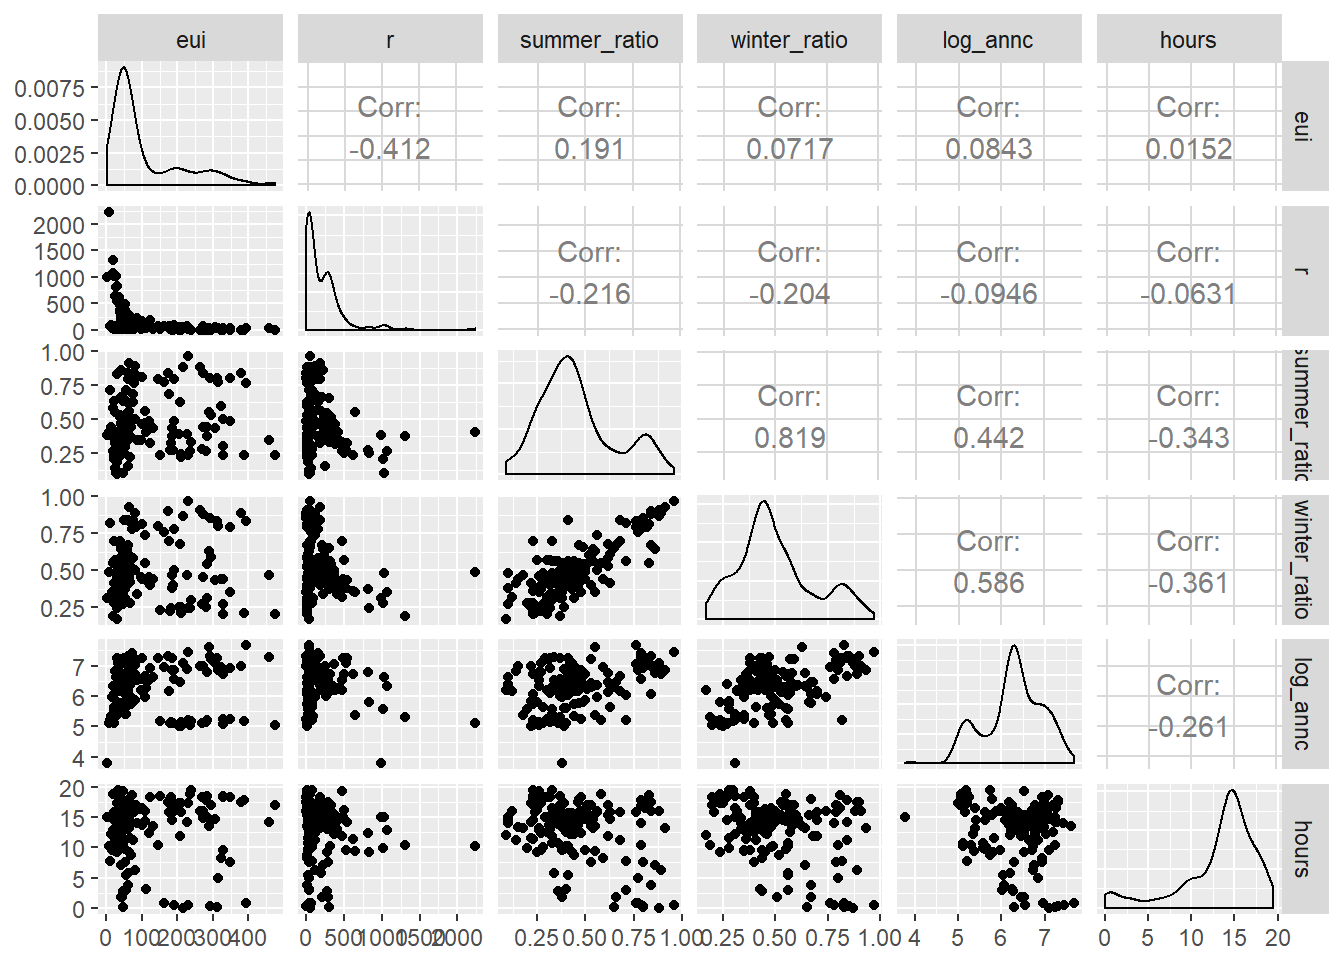 eui r summer_ratio winter_ratio log_annc hours
0.0075
0.0050
0.0025
0.0000
Corr: Corr: Corr: Corr: Corr:
-0.412 0.191 0.0717 0.0843 0.0152
eui
2000
1500
1000
500
0
Corr: Corr: Corr: Corr:
-0.216 -0.204 -0.0946 -0.0631
r
1.00
0.75
0.50
0.25
Corr: Corr: Corr:
0.819 0.442 -0.343
summer_ratio
1.00
0.75
0.50
0.25
Corr: Corr:
0.586 -0.361
winter_ratio
7
6
5
4
Corr:
-0.261
log_annc
20
15
10
5
0
hours
0 100 200 300 400 0 500 1000 1500 2000 0.25 0.50 0.75 1.00 0.25 0.50 0.75 1.00 4 5 6 7 0 5 10 15 20